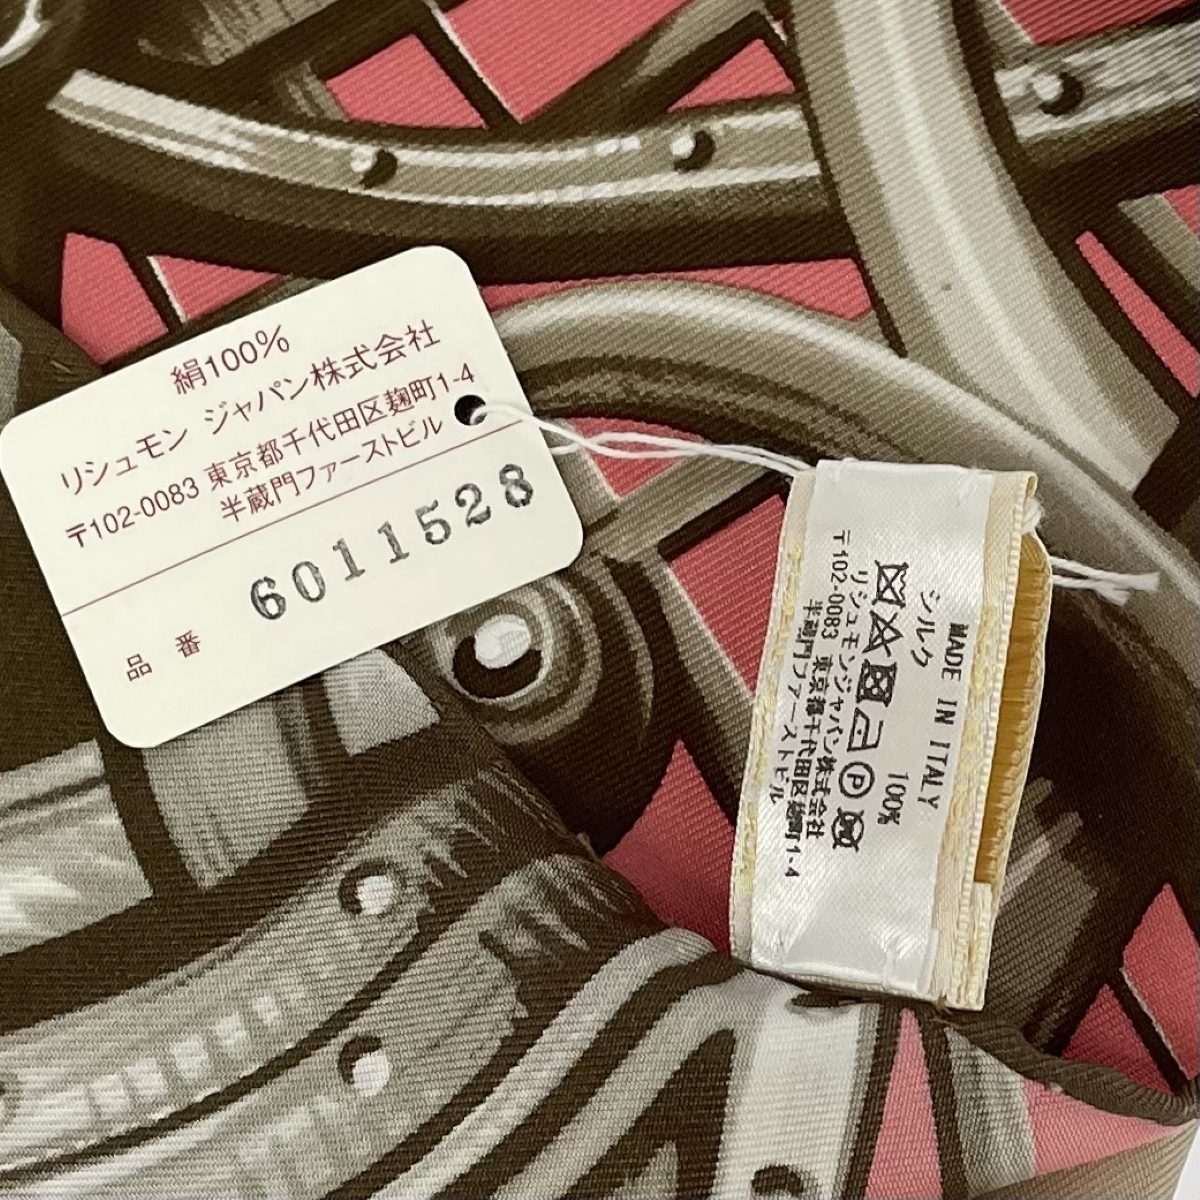 絹100%
リシュモン ジャパン株式会社
〒102-0083 東京都千代田区麹町1-4
半蔵門ファーストビル
品番 6011528
MADE IN ITALY
シルク 100%
P
リシュモンジャパン株式会社
〒102-0083 東京都千代田区麹町1-4
半蔵門ファーストビル